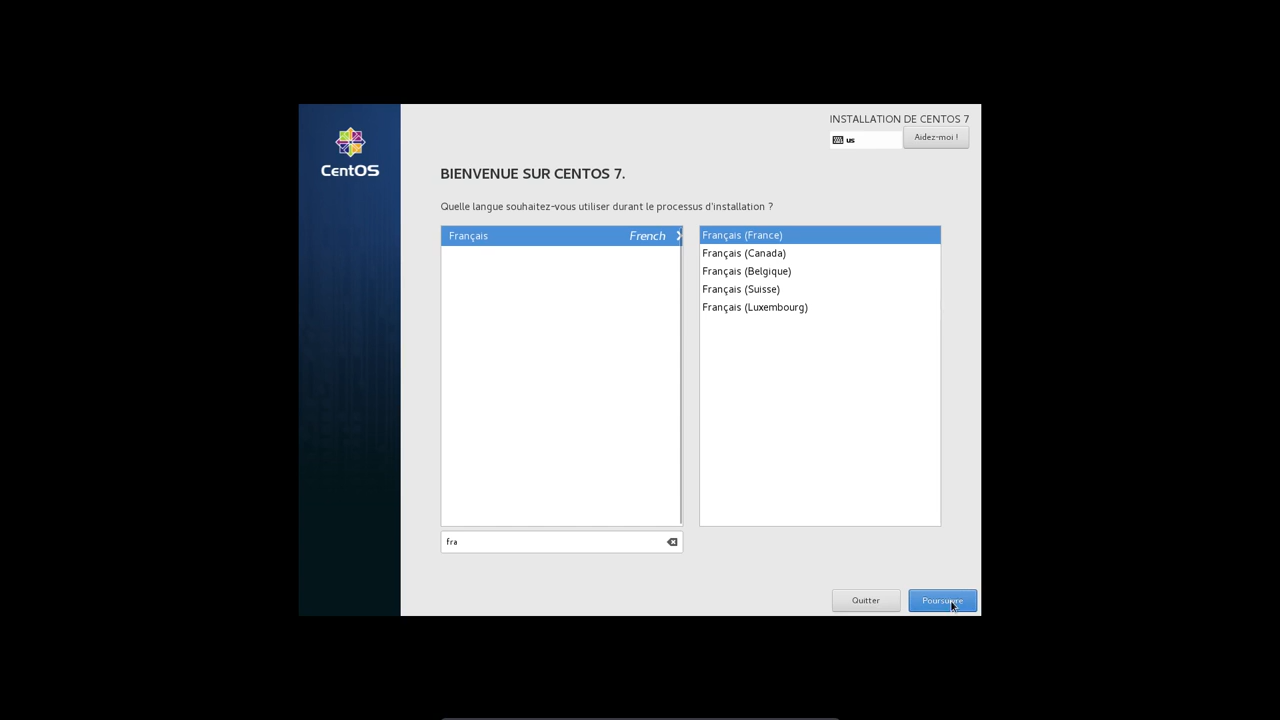 INSTALLATION DE CENTOS 7
us
Aidez-moi !
CentOS
BIENVENUE SUR CENTOS 7.
Quelle langue souhaitez-vous utiliser durant le processus d'installation ?
Français French
Français (France)
Français (Canada)
Français (Belgique)
Français (Suisse)
Français (Luxembourg)
fra
Quitter
Poursuivre